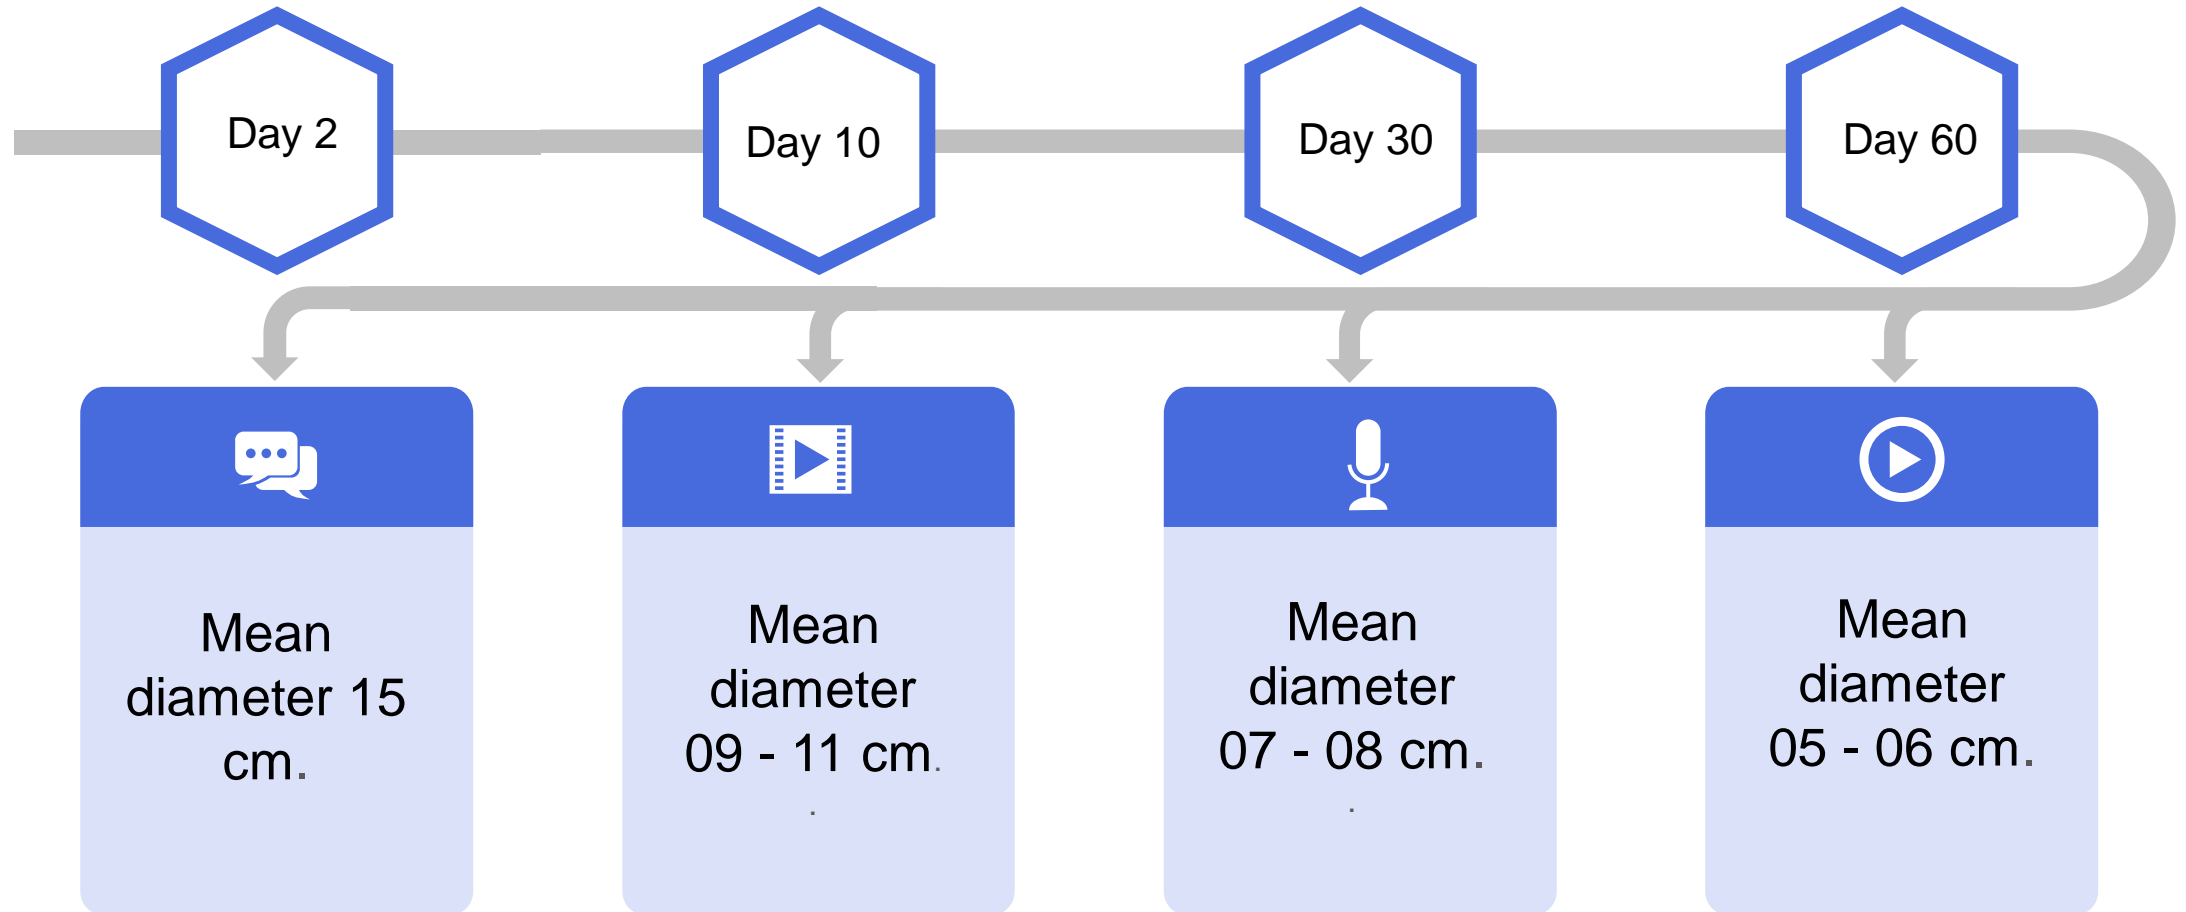 Day 2
Day 10
Day 30
Day 60
Mean
diameter 15
cm.
Mean
diameter
09 - 11 cm.
.
Mean
diameter
07 - 08 cm.
.
Mean
diameter
05 - 06 cm.